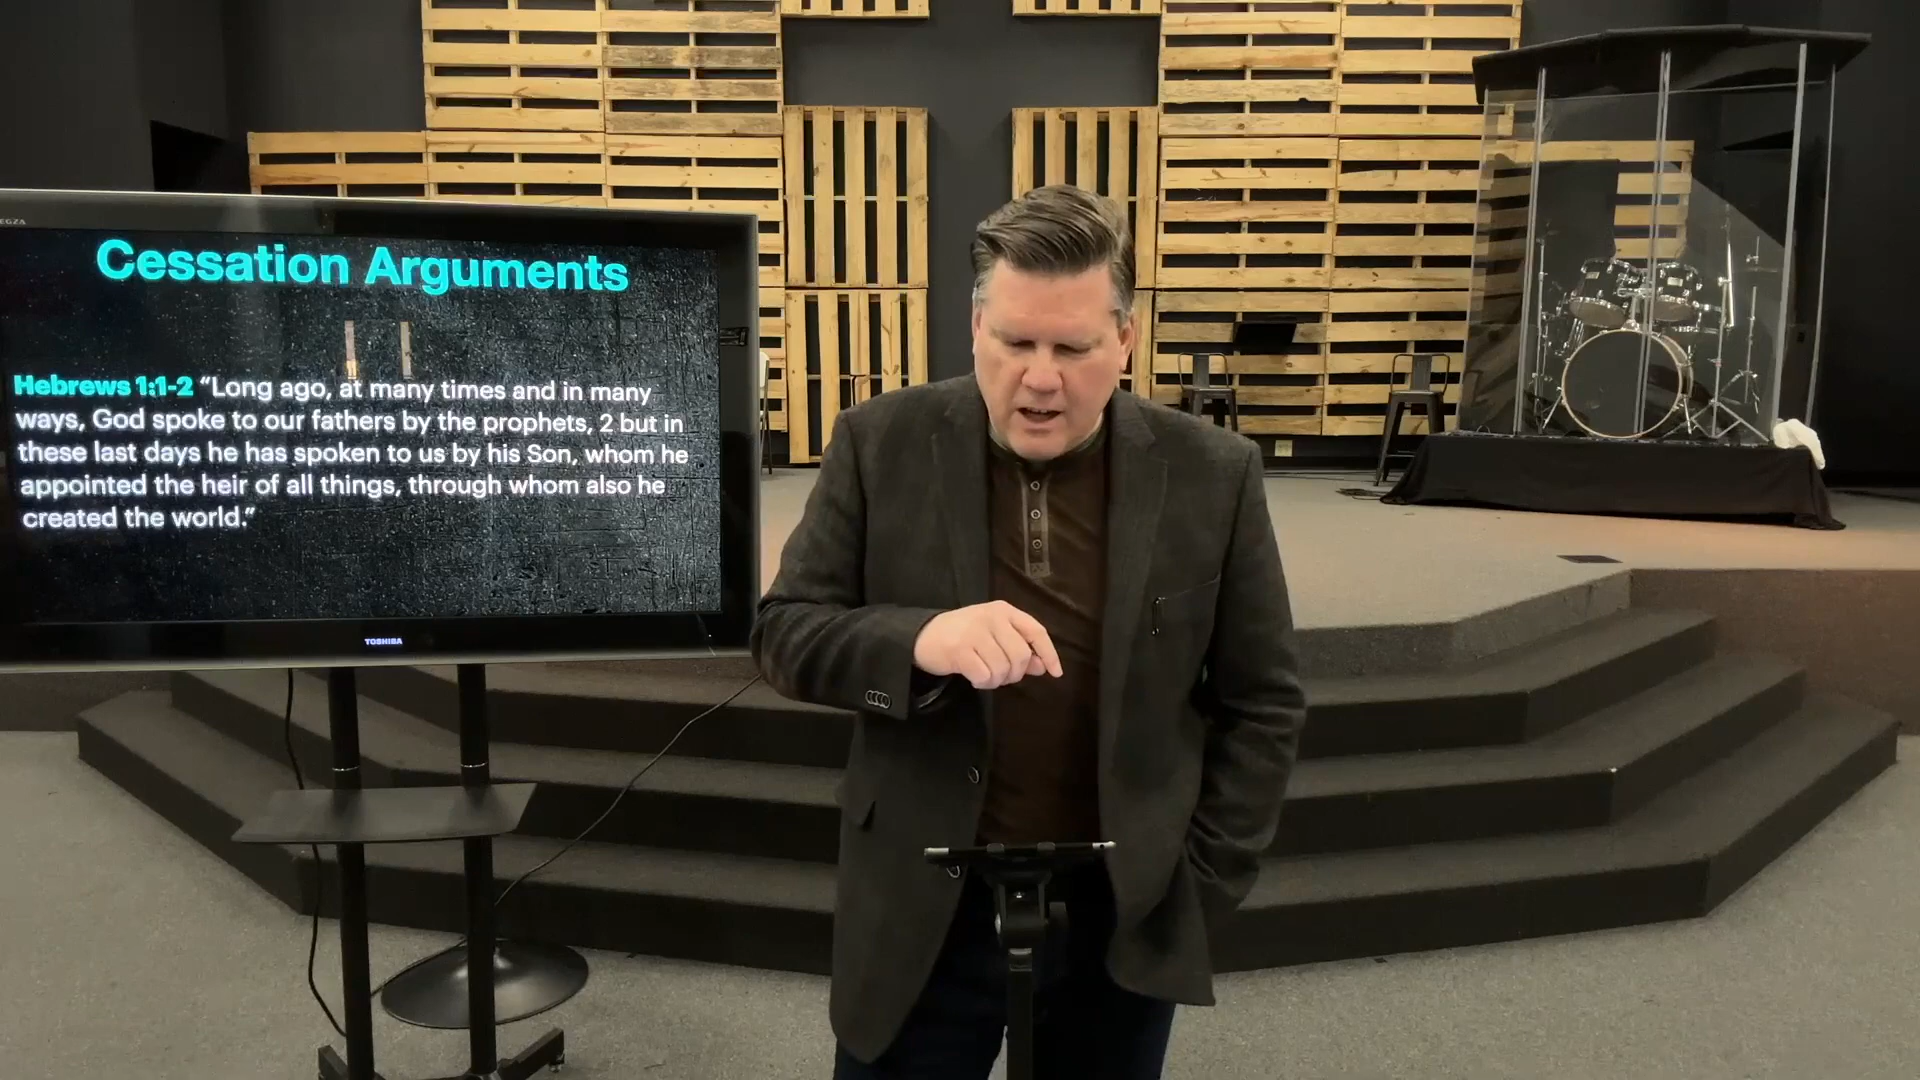 EGZA
Cessation Arguments
Hebrews 1:1-2 “Long ago, at many times and in many
ways, God spoke to our fathers by the prophets, 2 but in
these last days he has spoken to us by his Son, whom he
appointed the heir of all things, through whom also he
created the world.”
TOSHIBA